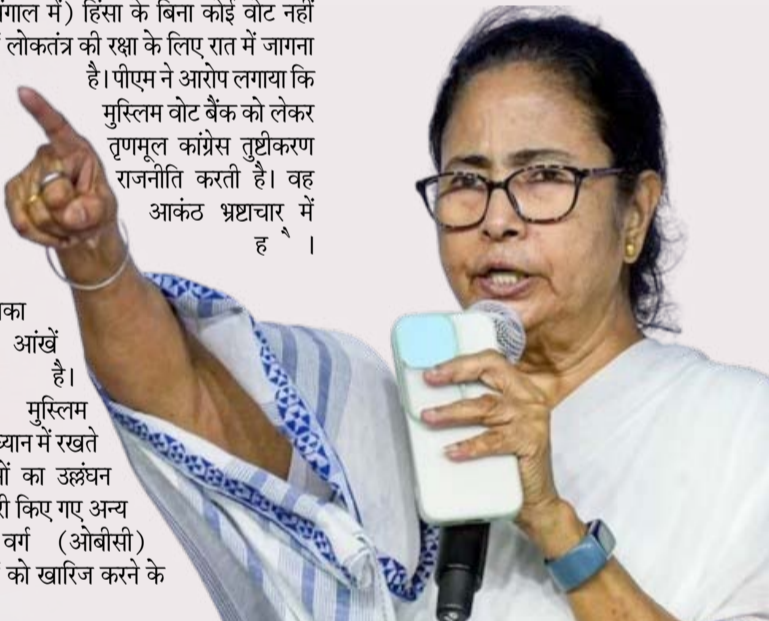 में) हिंसा के बिना कोई वोट नहीं
लोकतंत्र की रक्षा के लिए रात में जागना
है। पीएम ने आरोप लगाया कि
मुस्लिम वोट बैंक को लेकर
तृणमूल कांग्रेस तुष्टीकरण
राजनीति करती है। वह
आकंठ भ्रष्टाचार में
है ।
आंखें
है।
मुस्लिम
में रखते
का उल्लंघन
किए गए अन्य
वर्ग (ओबीसी)
को खारिज करने के